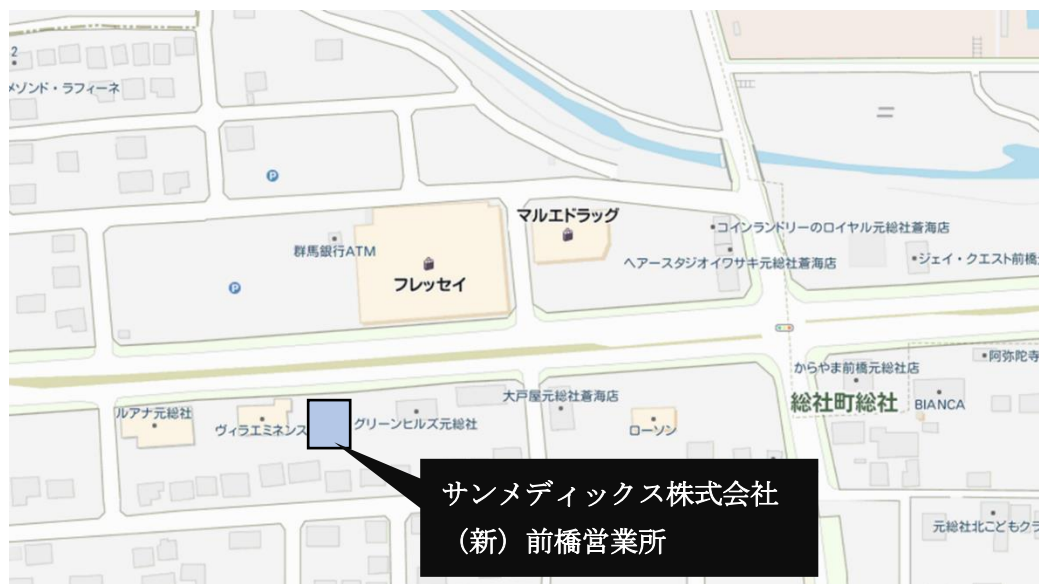 2
メゾンド・ラフィーネ
P
マルエドラッグ
コインランドリーのロイヤル元総社蒼海店
群馬銀行ATM
ヘアースタジオイワサキ元総社蒼海店
ジェイ・クエスト前橋
フレッセイ
P
阿弥陀寺
からやま前橋元総社店
大戸屋元総社蒼海店
総社町総社
BIANCA
ルアナ元総社
ヴィラエミネンス
グリーンヒルズ元総社
ローソン
サンメディックス株式会社
（新）前橋営業所
元総社北こどもクラ